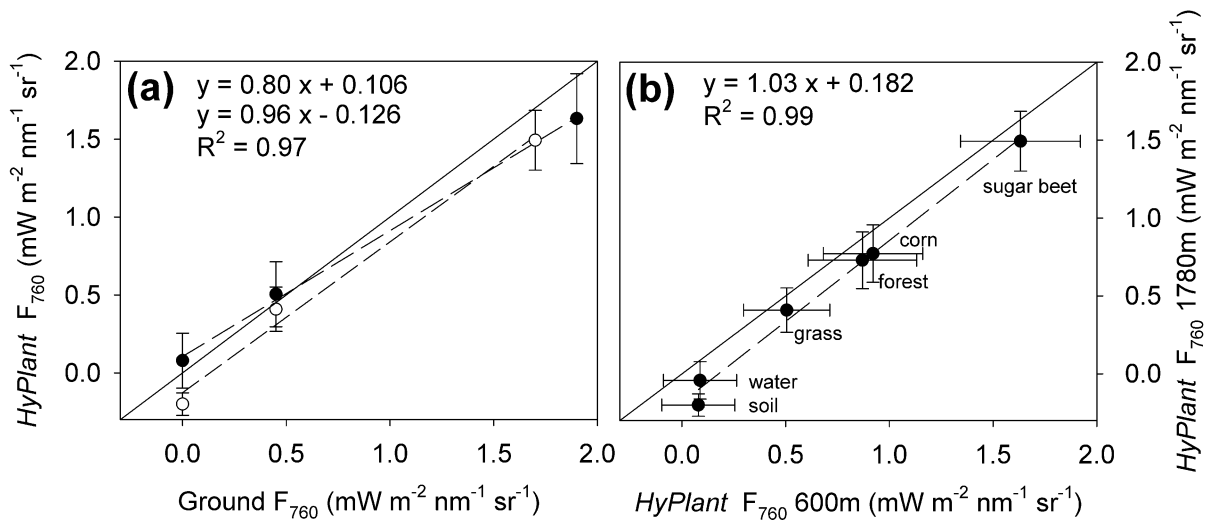 (a)
y = 0.80 x + 0.106
y = 0.96 x - 0.126
R² = 0.97
HyPlant F₇₆₀ (mW m⁻² nm⁻¹ sr⁻¹)
2.0
1.5
1.0
0.5
0.0
0.0 0.5 1.0 1.5 2.0
Ground F₇₆₀ (mW m⁻² nm⁻¹ sr⁻¹)
(b)
y = 1.03 x + 0.182
R² = 0.99
sugar beet
corn
forest
grass
water
soil
2.0
1.5
1.0
0.5
0.0
HyPlant F₇₆₀ 1780m (mW m⁻² nm⁻¹ sr⁻¹)
0.0 0.5 1.0 1.5 2.0
HyPlant F₇₆₀ 600m (mW m⁻² nm⁻¹ sr⁻¹)